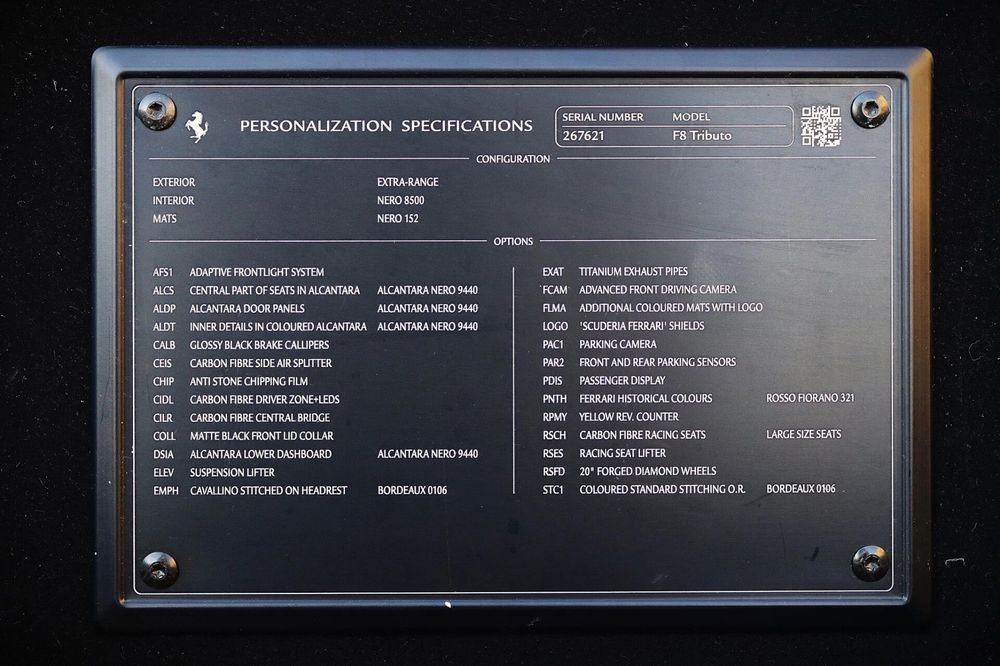 PERSONALIZATION SPECIFICATIONS
SERIAL NUMBER MODEL
267621 F8 Tributo
CONFIGURATION
EXTERIOR EXTRA-RANGE
INTERIOR NERO 8500
MATS NERO 152
OPTIONS
AFS1 ADAPTIVE FRONTLIGHT SYSTEM
ALCS CENTRAL PART OF SEATS IN ALCANTARA ALCANTARA NERO 9440
ALDP ALCANTARA DOOR PANELS ALCANTARA NERO 9440
ALDT INNER DETAILS IN COLOURED ALCANTARA ALCANTARA NERO 9440
CALB GLOSSY BLACK BRAKE CALLIPERS
CEIS CARBON FIBRE SIDE AIR SPLITTER
CHIP ANTI STONE CHIPPING FILM
CIDL CARBON FIBRE DRIVER ZONE+LEDS
CILR CARBON FIBRE CENTRAL BRIDGE
COLL MATTE BLACK FRONT LID COLLAR
DSIA ALCANTARA LOWER DASHBOARD ALCANTARA NERO 9440
ELEV SUSPENSION LIFTER
EMPH CAVALLINO STITCHED ON HEADREST BORDEAUX 0106
EXAT TITANIUM EXHAUST PIPES
FCAM ADVANCED FRONT DRIVING CAMERA
FLMA ADDITIONAL COLOURED MATS WITH LOGO
LOGO 'SCUDERIA FERRARI' SHIELDS
PAC1 PARKING CAMERA
PAR2 FRONT AND REAR PARKING SENSORS
PDIS PASSENGER DISPLAY
PNTH FERRARI HISTORICAL COLOURS ROSSO FIORANO 321
RPMY YELLOW REV. COUNTER
RSCH CARBON FIBRE RACING SEATS LARGE SIZE SEATS
RSES RACING SEAT LIFTER
RSFD 20" FORGED DIAMOND WHEELS
STC1 COLOURED STANDARD STITCHING O.R. BORDEAUX 0106